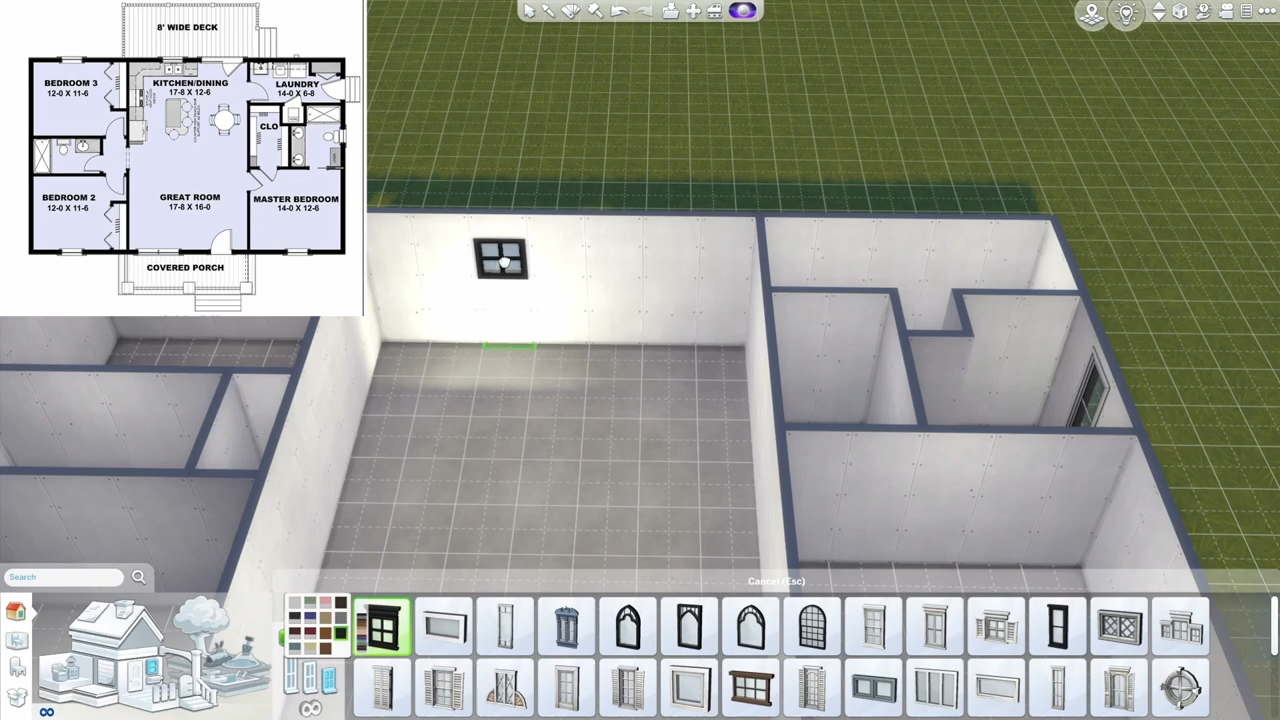 8' WIDE DECK
BEDROOM 3
12-0 X 11-6
KITCHEN/DINING
17-8 X 12-6
LAUNDRY
14-0 X 6-8
CLO
BEDROOM 2
12-0 X 11-6
GREAT ROOM
17-8 X 16-0
MASTER BEDROOM
14-0 X 12-6
COVERED PORCH
Cancel (Esc)
Search